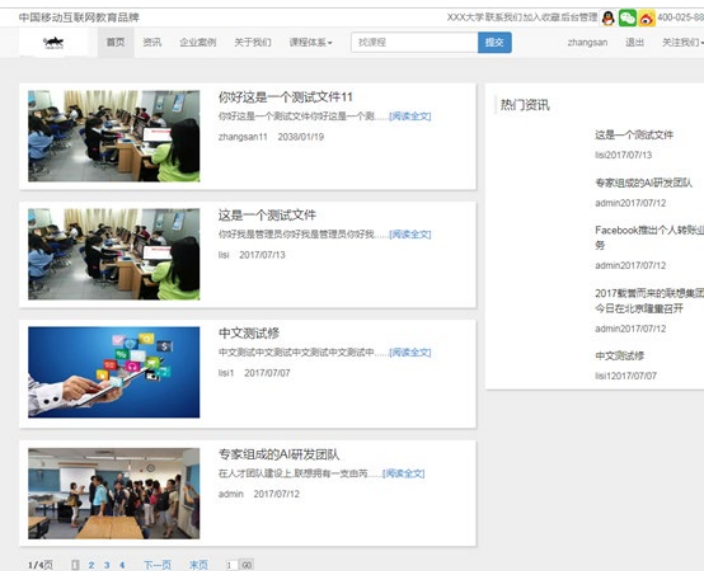 中国移动互联网教育品牌
XXX大学 联系我们 加入收藏 后台管理 400-025-88
首页 资讯 企业案例 关于我们 课程体系 找课程 提交 zhangsan 退出 关注我们
你好这是一个测试文件11
你好这是一个测试文件你好这是一个测......[阅读全文]
zhangsan11 2038/01/19
这是一个测试文件
你好我是管理员你好我是管理员你好我......[阅读全文]
lisi 2017/07/13
中文测试修
中文测试中文测试中文测试中文测试中......[阅读全文]
lisi1 2017/07/07
专家组成的AI研发团队
在人才团队建设上,联想拥有一支由芮......[阅读全文]
admin 2017/07/12
1/4页 1 2 3 4 下一页 末页 1 GO
热门资讯
这是一个测试文件
lisi2017/07/13
专家组成的AI研发团队
admin2017/07/12
Facebook推出个人转账业
务
admin2017/07/12
2017载誉而来的联想集团
今日在北京隆重召开
admin2017/07/12
中文测试修
lisi12017/07/07